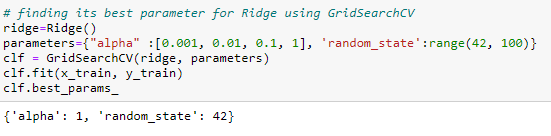 # finding its best parameter for Ridge using GridSearchCV
ridge=Ridge()
parameters={"alpha" :[0.001, 0.01, 0.1, 1], 'random_state':range(42, 100)}
clf = GridSearchCV(ridge, parameters)
clf.fit(x_train, y_train)
clf.best_params_
{'alpha': 1, 'random_state': 42}